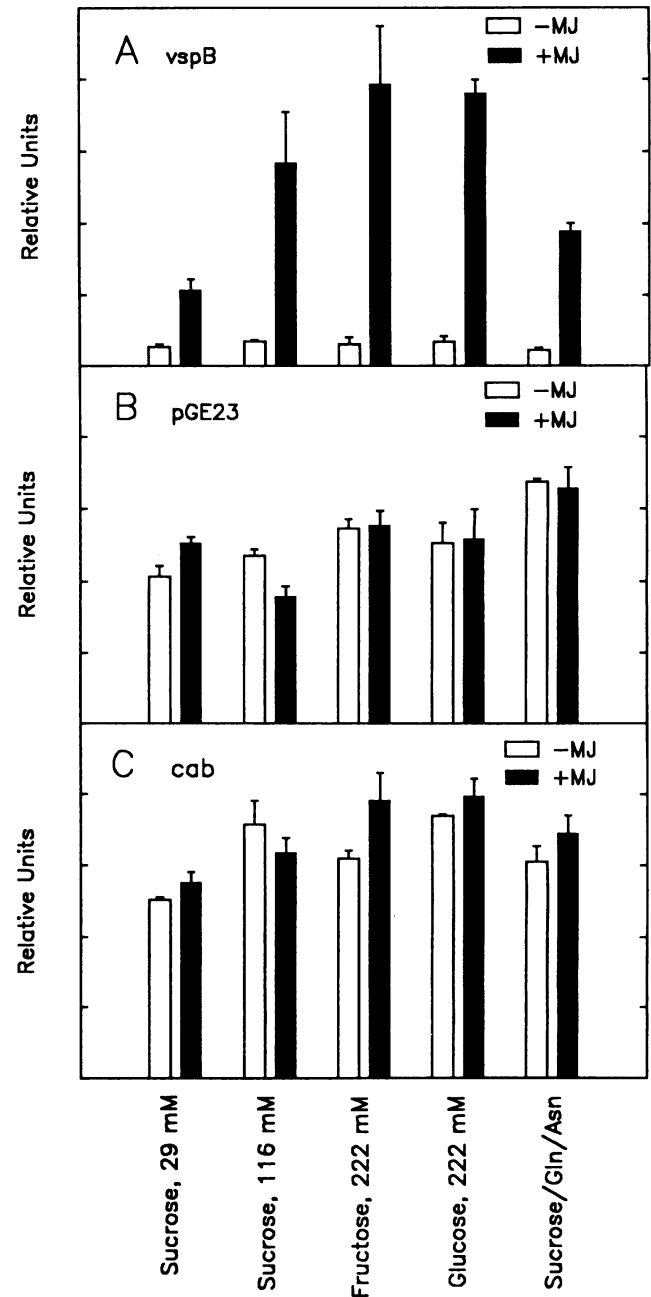 A vspB
−MJ
+MJ
Relative Units
B pGE23
−MJ
+MJ
Relative Units
C cab
−MJ
+MJ
Relative Units
Sucrose, 29 mM
Sucrose, 116 mM
Fructose, 222 mM
Glucose, 222 mM
Sucrose/Gln/Asn